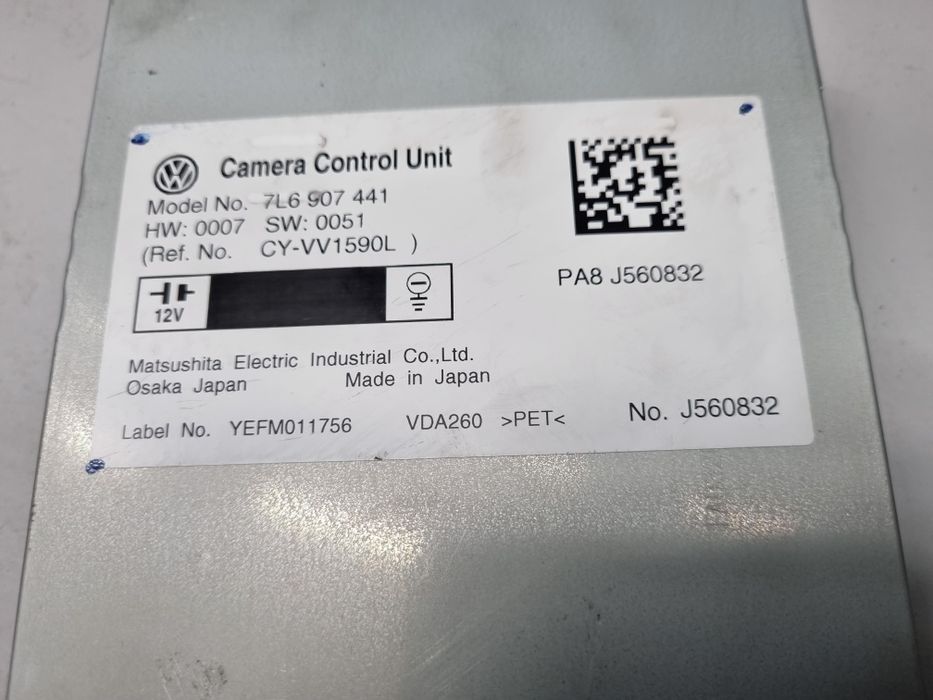 Camera Control Unit
Model No. 7L6 907 441
HW: 0007 SW: 0051
(Ref. No. CY-VV1590L )
12V
PA8 J560832
Matsushita Electric Industrial Co.,Ltd.
Osaka Japan Made in Japan
Label No. YEFM011756 VDA260 >PET< No. J560832